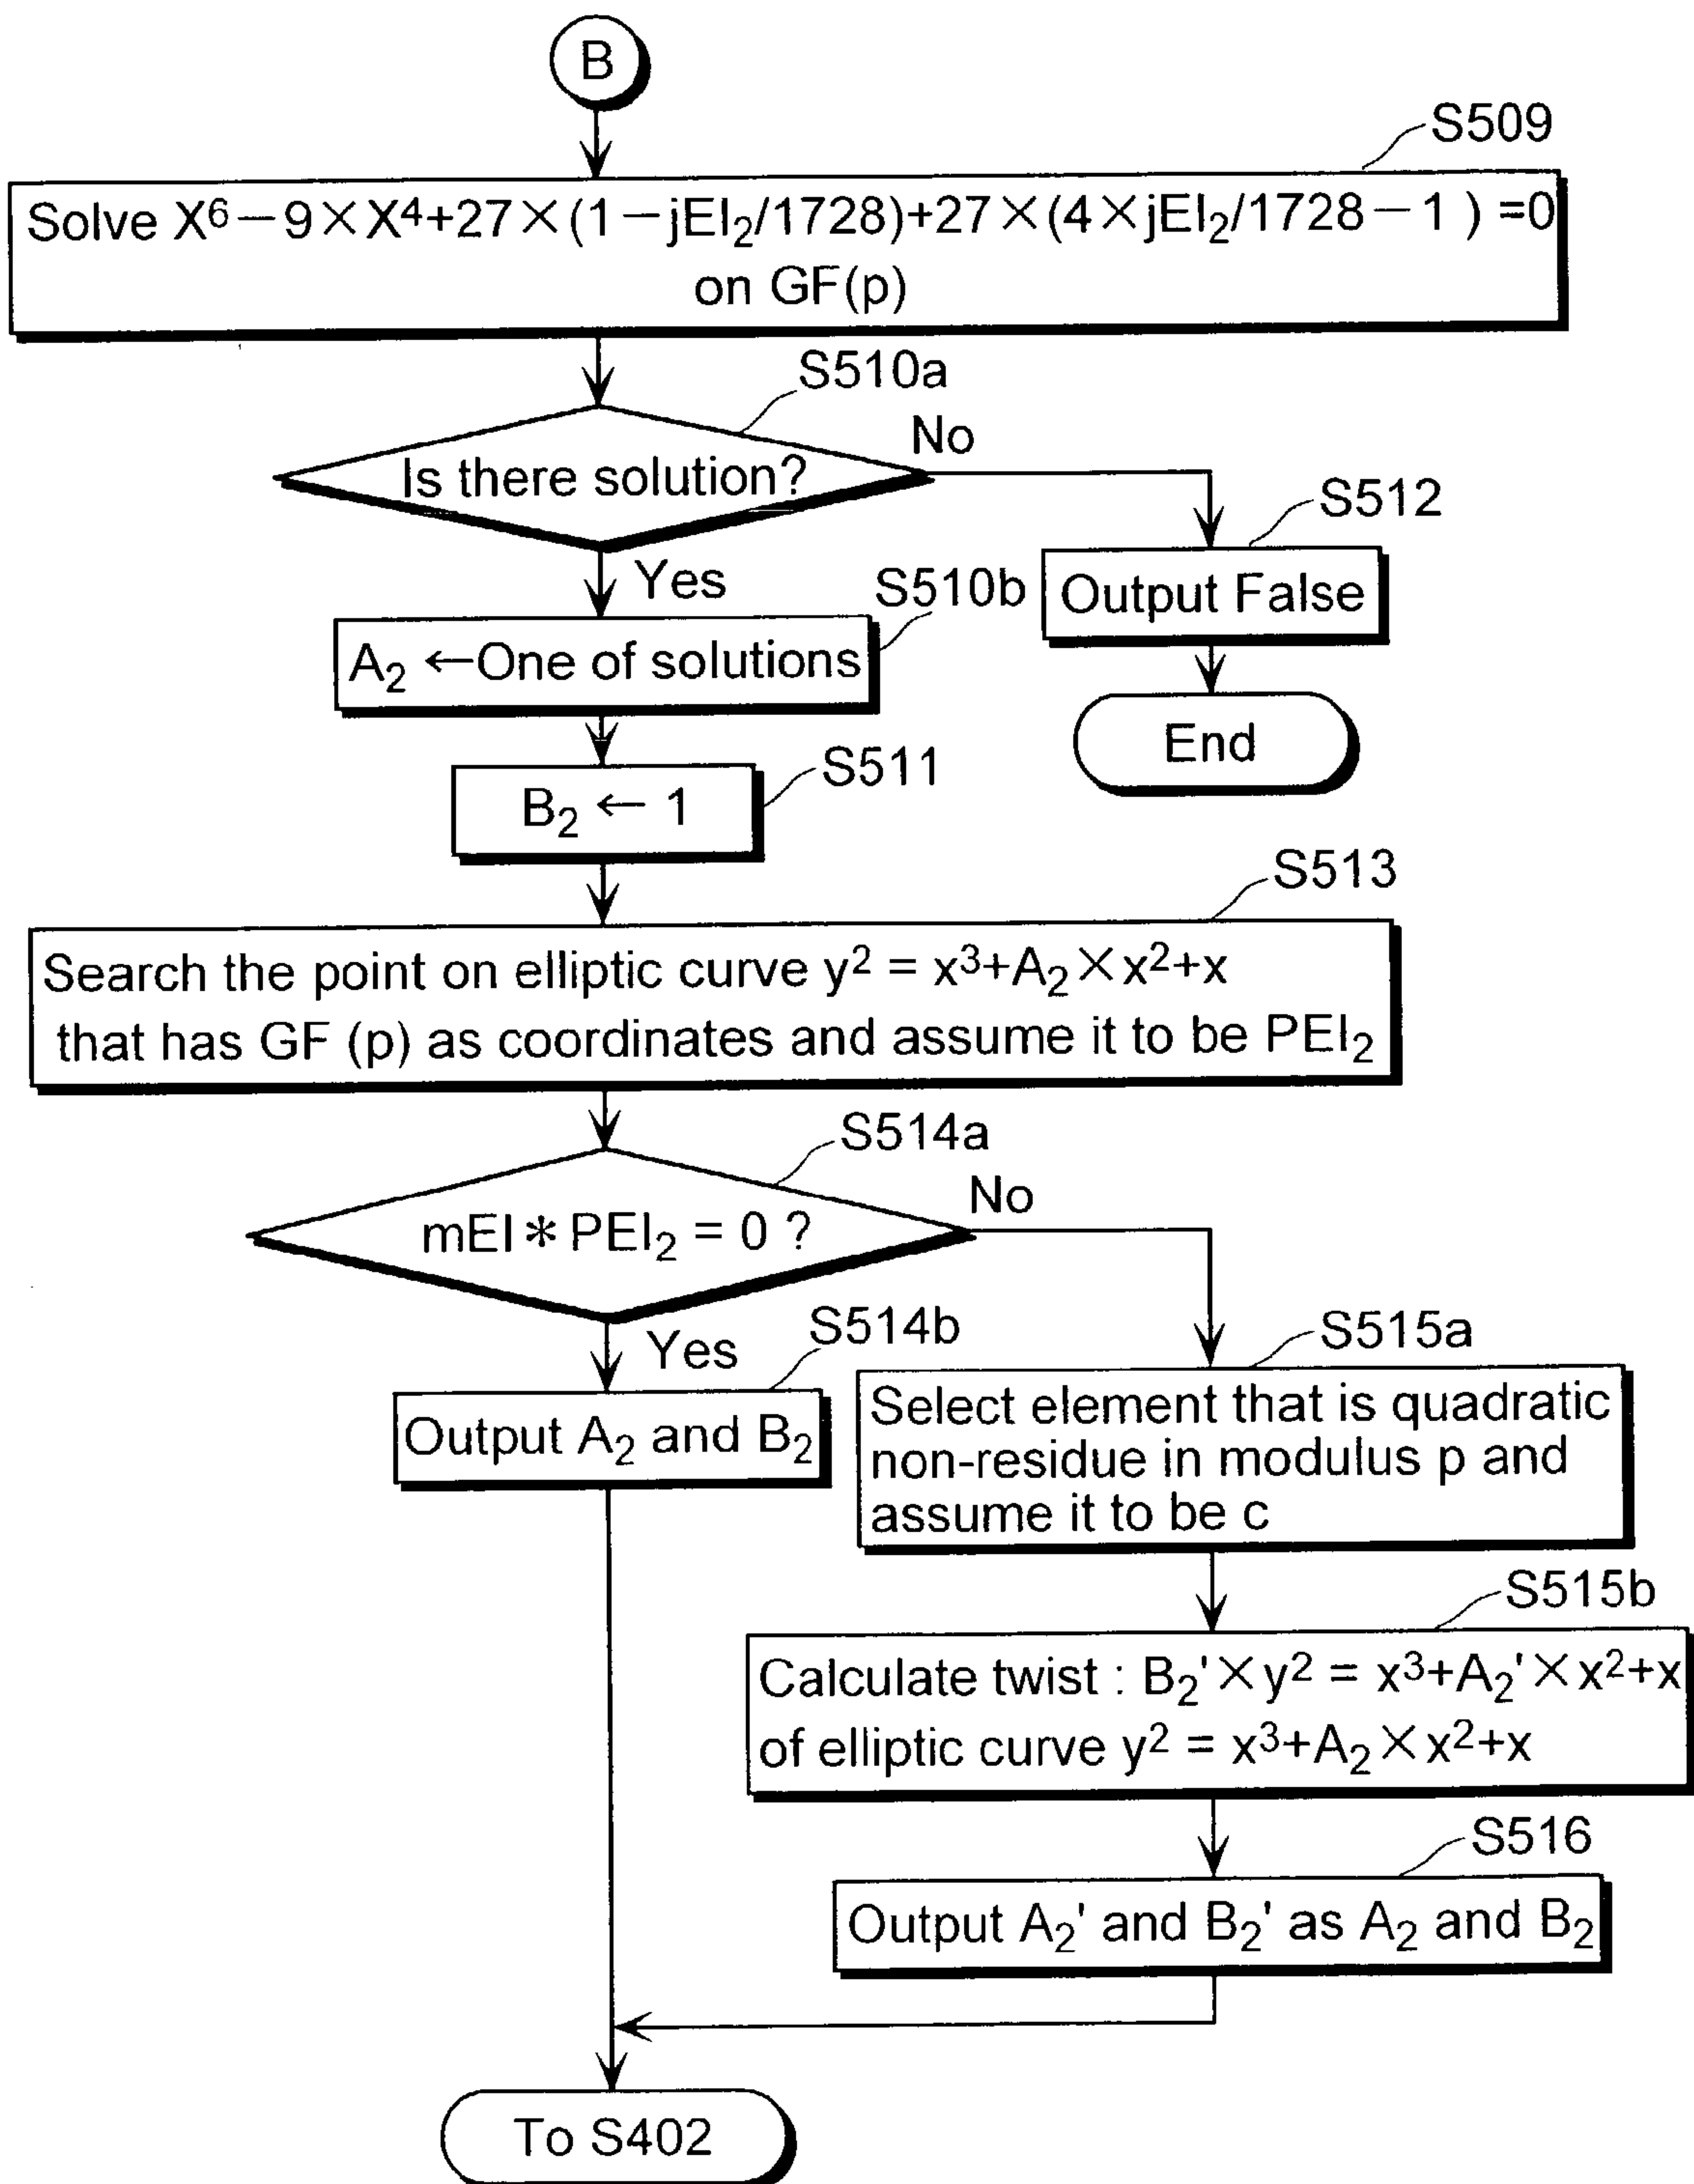 B
S509
Solve X⁶−9×X⁴+27×(1−jEl₂/1728)+27×(4×jEl₂/1728−1 ) =0
on GF(p)
S510a
Is there solution?
No
S512
Output False
End
Yes
S510b
A₂ ←One of solutions
S511
B₂ ← 1
S513
Search the point on elliptic curve y² = x³+A₂×x²+x
that has GF (p) as coordinates and assume it to be PEl₂
S514a
mEl∗PEl₂ = 0 ?
No
Yes
S514b
Output A₂ and B₂
S515a
Select element that is quadratic
non-residue in modulus p and
assume it to be c
S515b
Calculate twist : B₂'×y² = x³+A₂'×x²+x
of elliptic curve y² = x³+A₂×x²+x
S516
Output A₂' and B₂' as A₂ and B₂
To S402